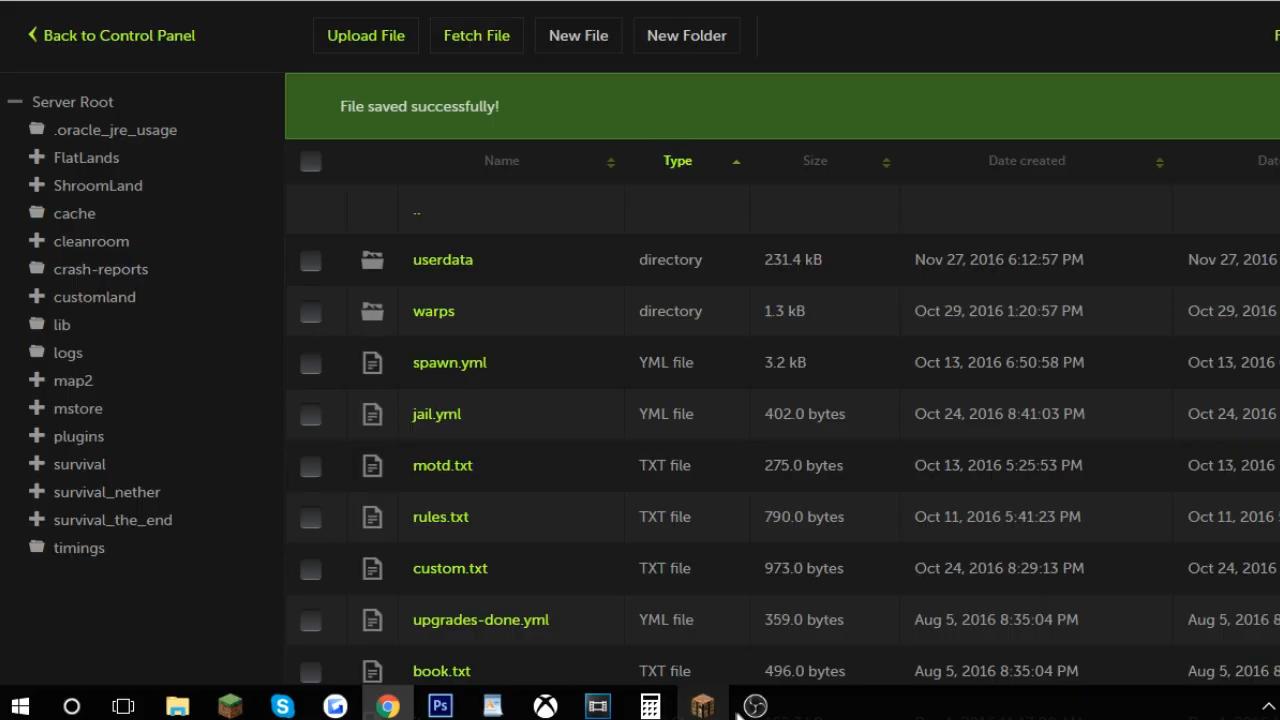 Back to Control Panel
Upload File
Fetch File
New File
New Folder
File saved successfully!
Server Root
.oracle_jre_usage
FlatLands
ShroomLand
cache
cleanroom
crash-reports
customland
lib
logs
map2
mstore
plugins
survival
survival_nether
survival_the_end
timings
Name Type Size Date created
..
userdata directory 231.4 kB Nov 27, 2016 6:12:57 PM Nov 27, 2016
warps directory 1.3 kB Oct 29, 2016 1:20:57 PM Oct 29, 2016
spawn.yml YML file 3.2 kB Oct 13, 2016 6:50:58 PM Oct 13, 2016
jail.yml YML file 402.0 bytes Oct 24, 2016 8:41:03 PM Oct 24, 2016
motd.txt TXT file 275.0 bytes Oct 13, 2016 5:25:53 PM Oct 13, 2016
rules.txt TXT file 790.0 bytes Oct 11, 2016 5:41:23 PM Oct 11, 2016
custom.txt TXT file 973.0 bytes Oct 24, 2016 8:29:13 PM Oct 24, 2016
upgrades-done.yml YML file 359.0 bytes Aug 5, 2016 8:35:04 PM Aug 5, 2016
book.txt TXT file 496.0 bytes Aug 5, 2016 8:35:04 PM Aug 5, 2016
Ps